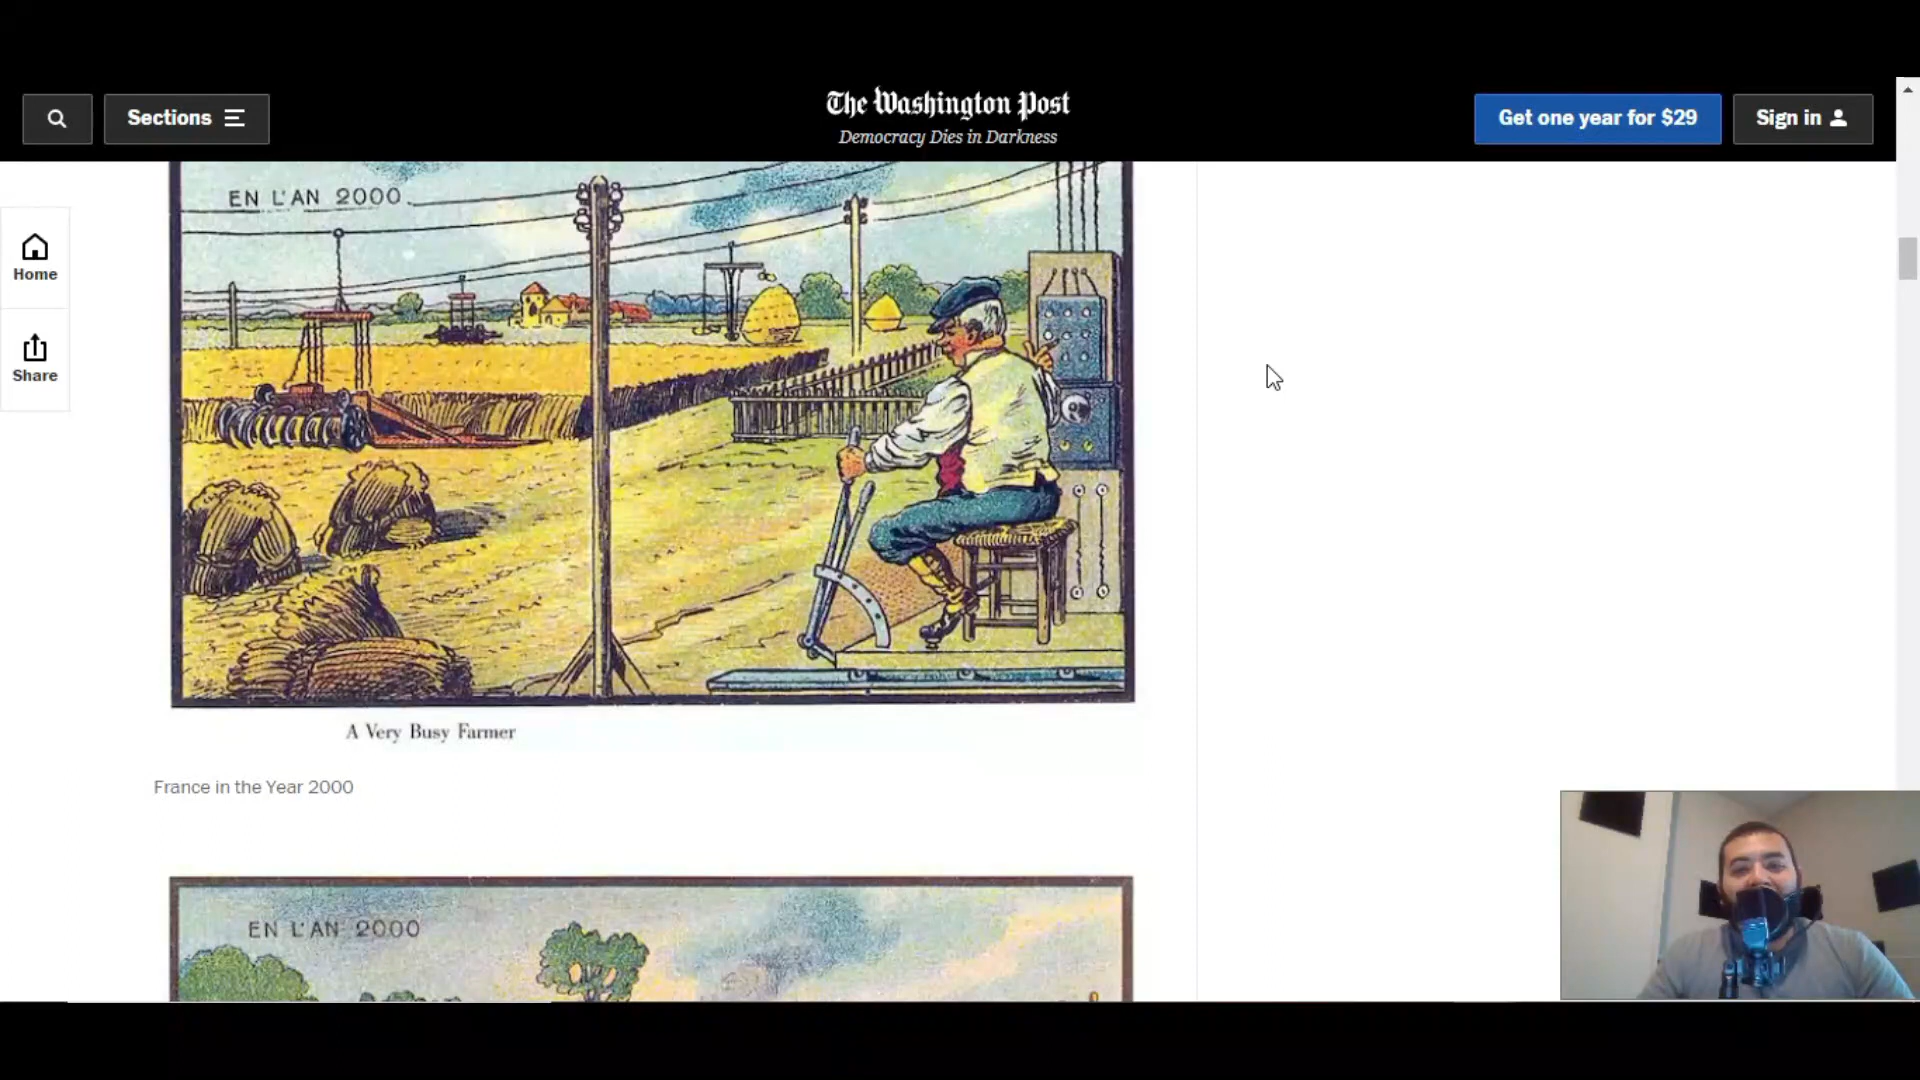 Sections
The Washington Post
Democracy Dies in Darkness
Get one year for $29
Sign in
Home
Share
EN L'AN 2000.
A Very Busy Farmer
France in the Year 2000
EN L'AN 2000